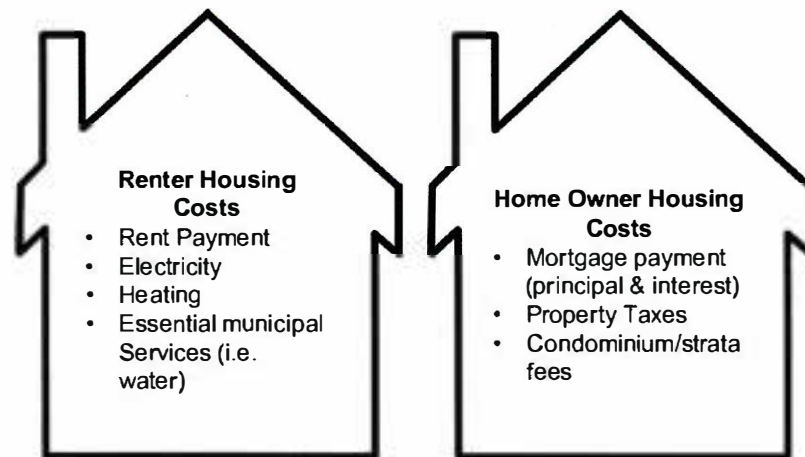 Renter Housing
Costs
• Rent Payment
• Electricity
• Heating
• Essential municipal
Services (i.e.
water)
Home Owner Housing
Costs
• Mortgage payment
(principal & interest)
• Property Taxes
• Condominium/strata
fees